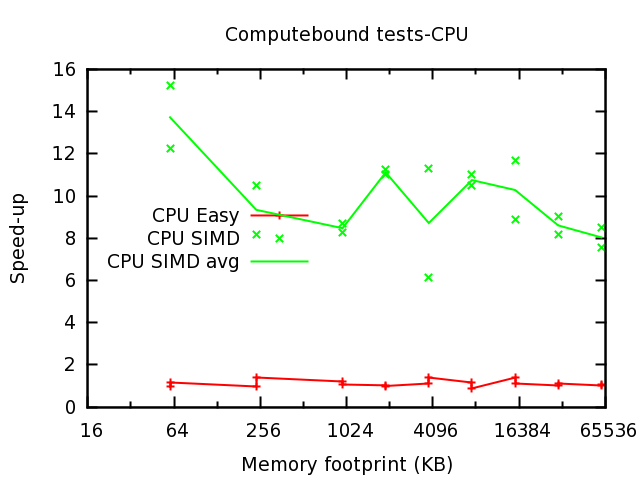 Computebound tests-CPU
16
14
12
10
8
6
4
2
0
Speed-up
CPU Easy
CPU SIMD
CPU SIMD avg
16 64 256 1024 4096 16384 65536
Memory footprint (KB)